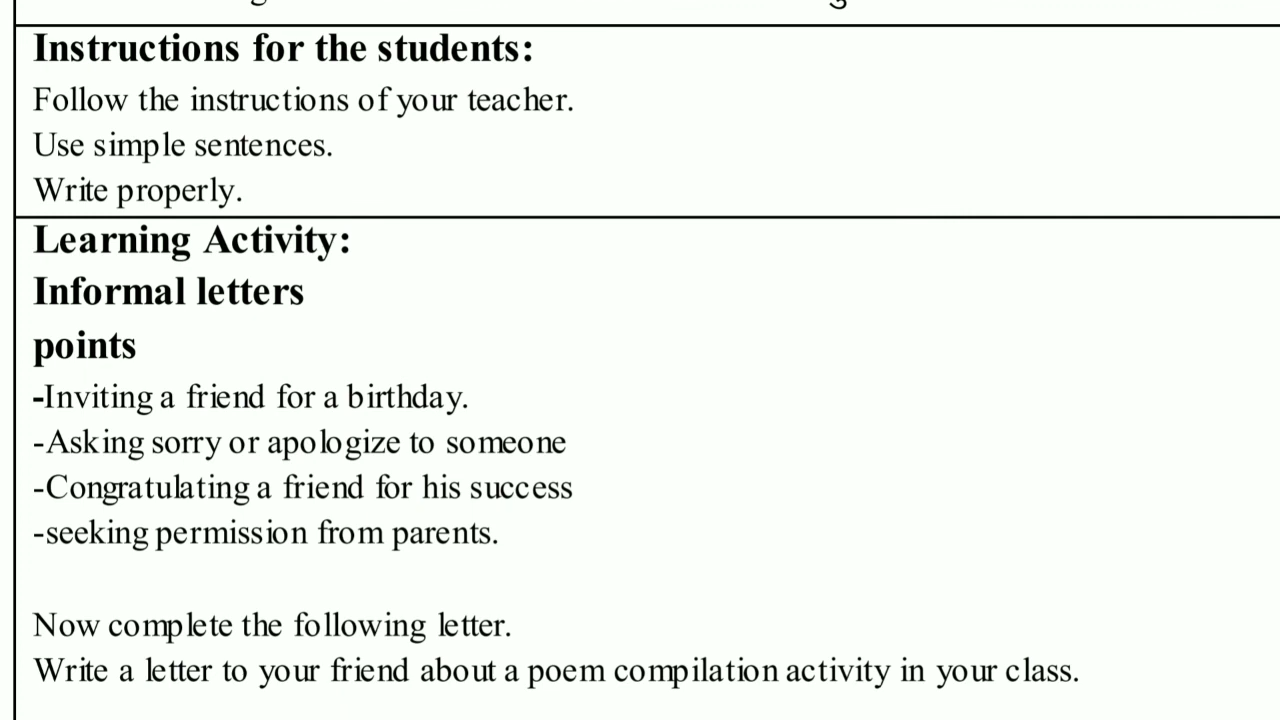 Instructions for the students:
Follow the instructions of your teacher.
Use simple sentences.
Write properly.
Learning Activity:
Informal letters
points
-Inviting a friend for a birthday.
-Asking sorry or apologize to someone
-Congratulating a friend for his success
-seeking permission from parents.
Now complete the following letter.
Write a letter to your friend about a poem compilation activity in your class.